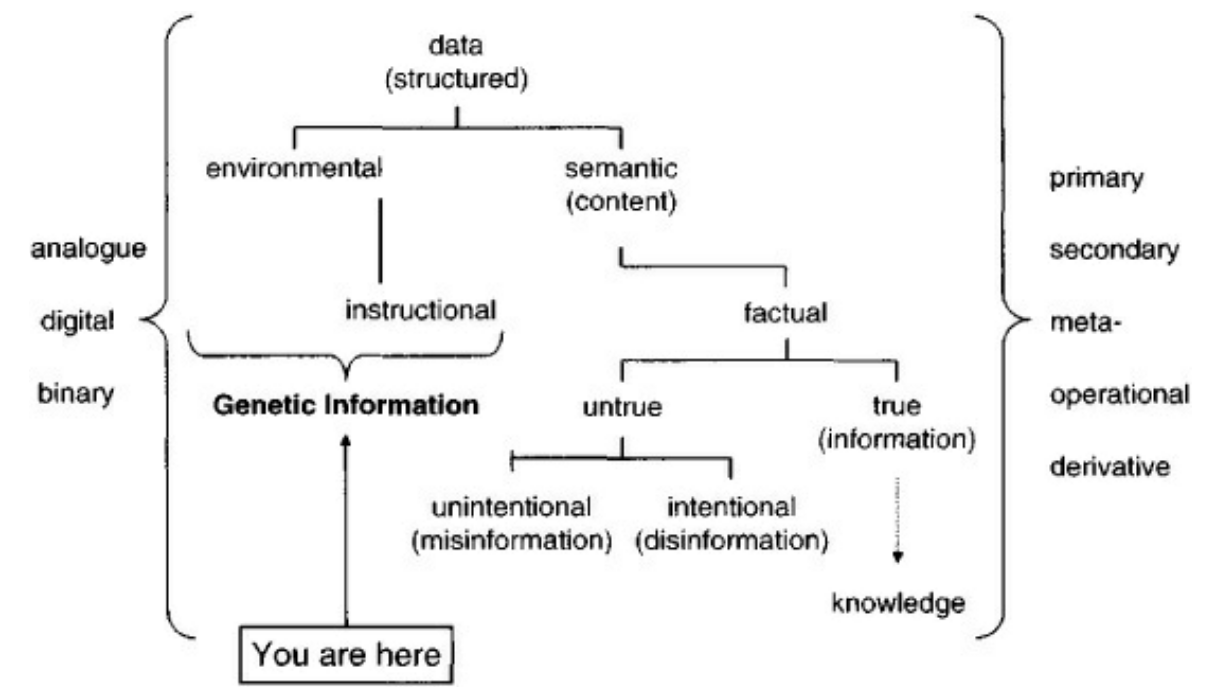 data
(structured)
environmental
semantic
(content)
primary
analogue
secondary
instructional
factual
digital
meta-
binary
Genetic Information
untrue
true
(information)
operational
derivative
unintentional
(misinformation)
intentional
(disinformation)
knowledge
You are here